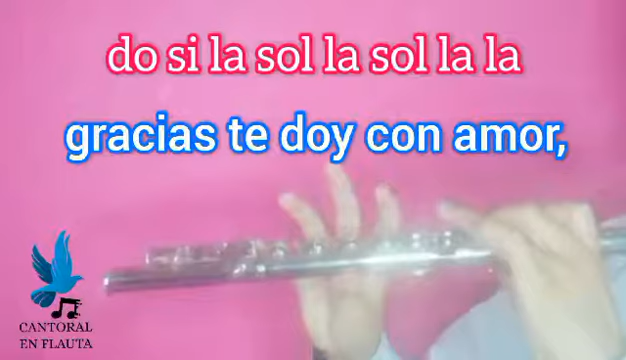 do si la sol la sol la la
gracias te doy con amor,
CANTORAL
EN FLAUTA